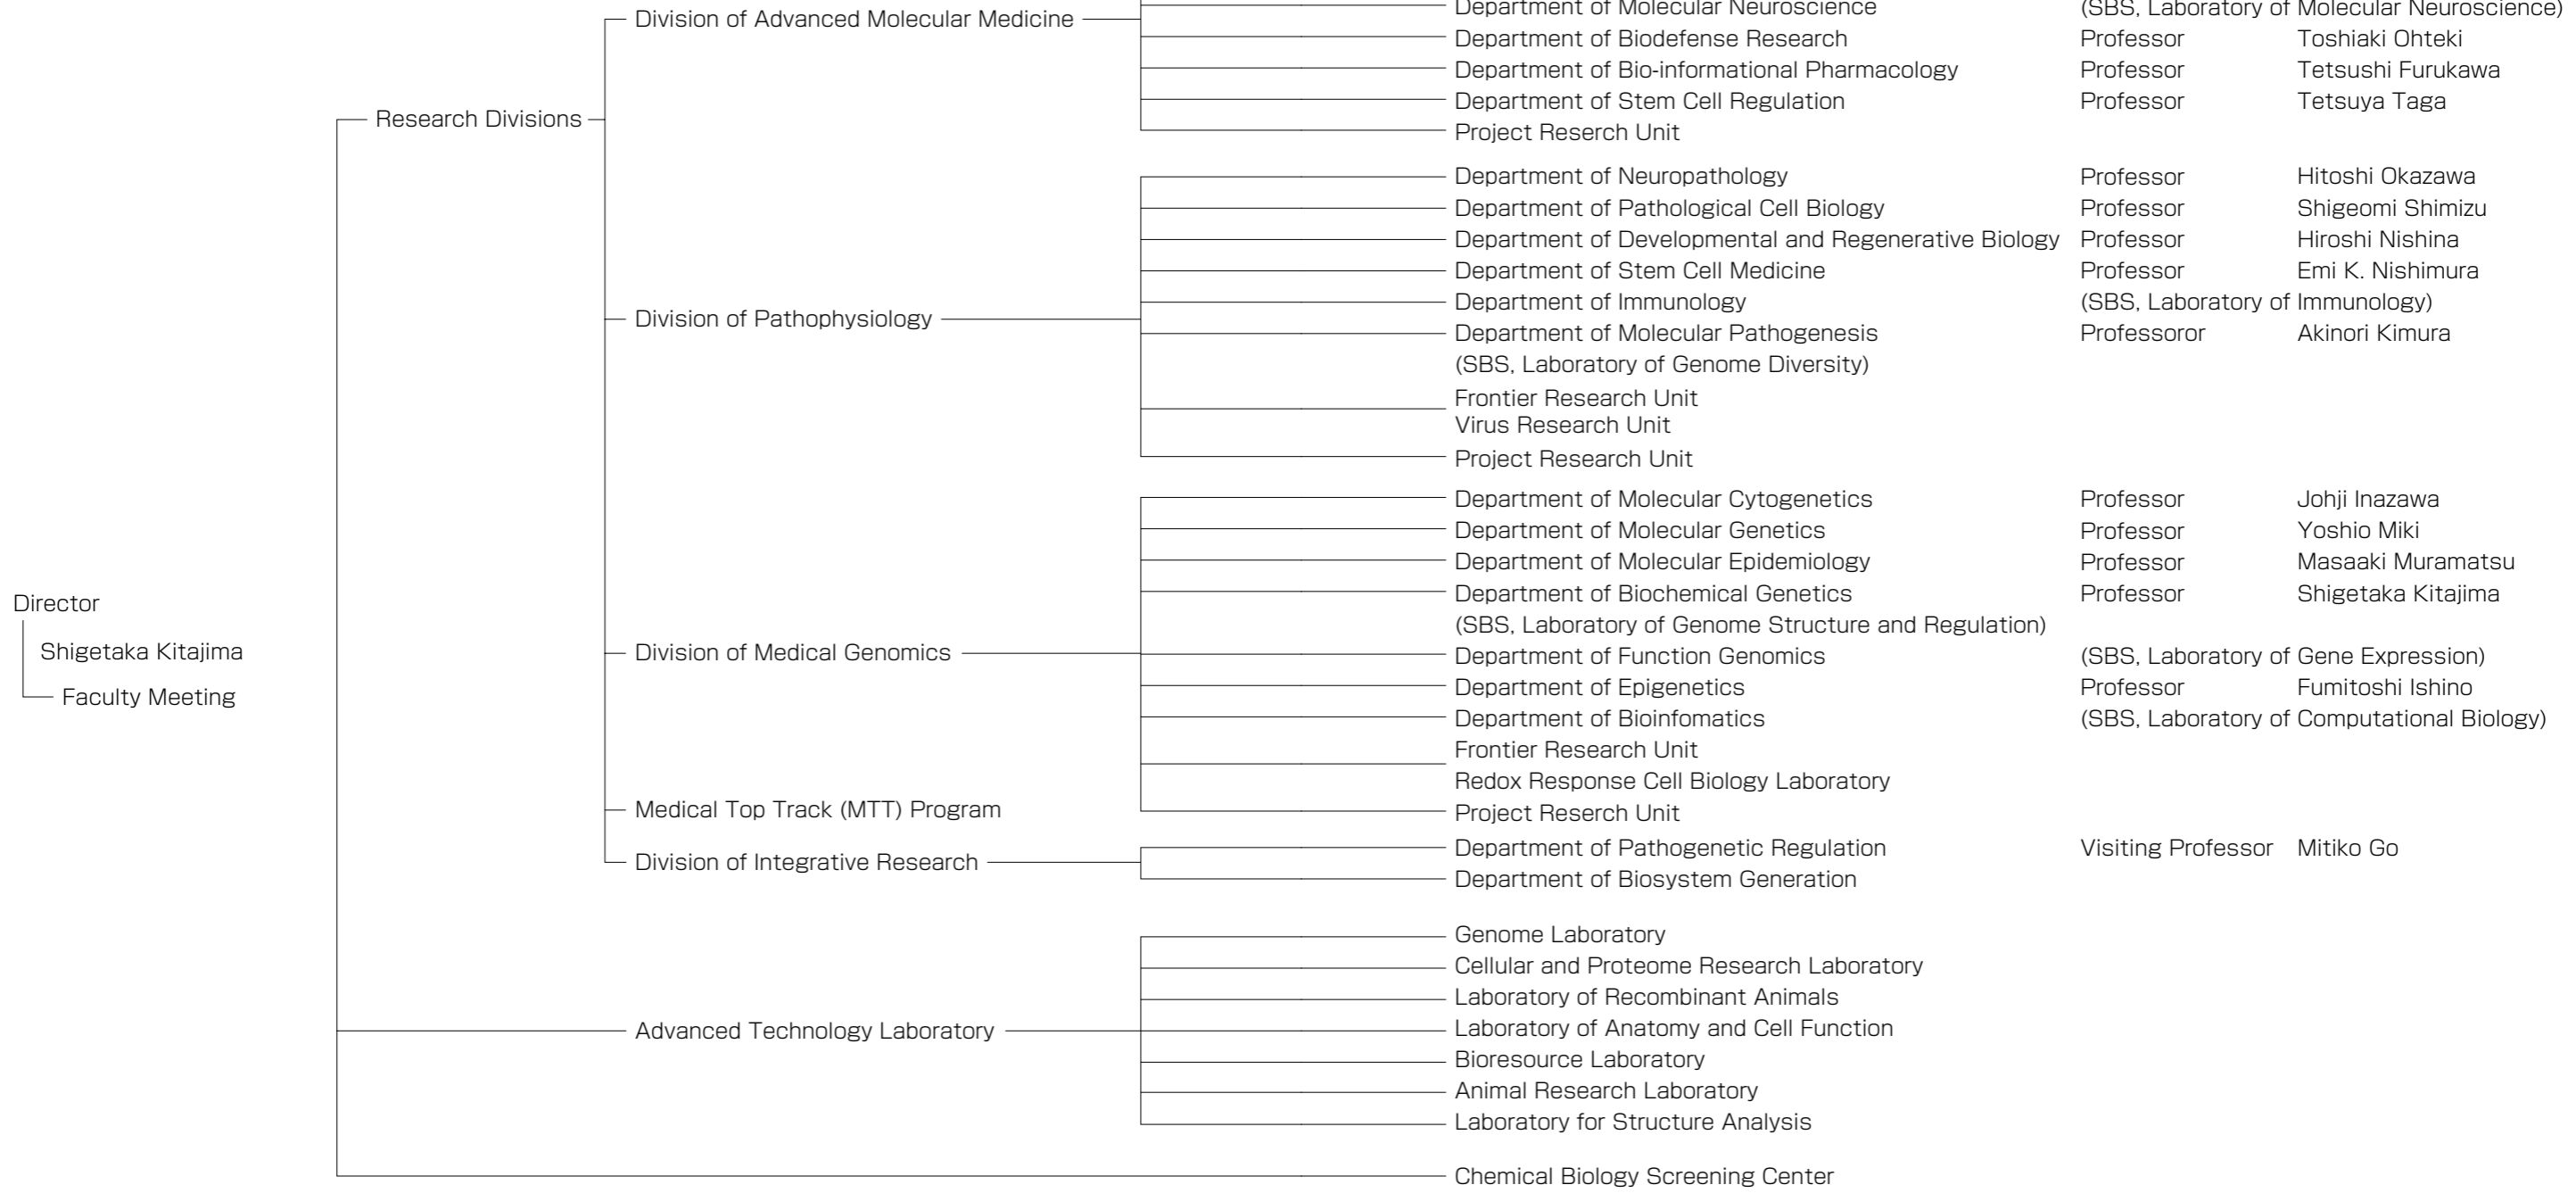 Department of Molecular Neuroscience (SBS, Laboratory of Molecular Neuroscience)
Division of Advanced Molecular Medicine
Department of Biodefense Research Professor Toshiaki Ohteki
Department of Bio-informational Pharmacology Professor Tetsushi Furukawa
Department of Stem Cell Regulation Professor Tetsuya Taga
Research Divisions
Project Reserch Unit
Department of Neuropathology Professor Hitoshi Okazawa
Department of Pathological Cell Biology Professor Shigeomi Shimizu
Department of Developmental and Regenerative Biology Professor Hiroshi Nishina
Department of Stem Cell Medicine Professor Emi K. Nishimura
Department of Immunology (SBS, Laboratory of Immunology)
Division of Pathophysiology
Department of Molecular Pathogenesis Professoror Akinori Kimura
(SBS, Laboratory of Genome Diversity)
Frontier Research Unit
Virus Research Unit
Project Research Unit
Department of Molecular Cytogenetics Professor Johji Inazawa
Department of Molecular Genetics Professor Yoshio Miki
Department of Molecular Epidemiology Professor Masaaki Muramatsu
Department of Biochemical Genetics Professor Shigetaka Kitajima
Director
(SBS, Laboratory of Genome Structure and Regulation)
Shigetaka Kitajima
Division of Medical Genomics
Department of Function Genomics (SBS, Laboratory of Gene Expression)
Department of Epigenetics Professor Fumitoshi Ishino
Faculty Meeting
Department of Bioinfomatics (SBS, Laboratory of Computational Biology)
Frontier Research Unit
Redox Response Cell Biology Laboratory
Medical Top Track (MTT) Program
Project Reserch Unit
Department of Pathogenetic Regulation Visiting Professor Mitiko Go
Division of Integrative Research
Department of Biosystem Generation
Genome Laboratory
Cellular and Proteome Research Laboratory
Laboratory of Recombinant Animals
Advanced Technology Laboratory
Laboratory of Anatomy and Cell Function
Bioresource Laboratory
Animal Research Laboratory
Laboratory for Structure Analysis
Chemical Biology Screening Center